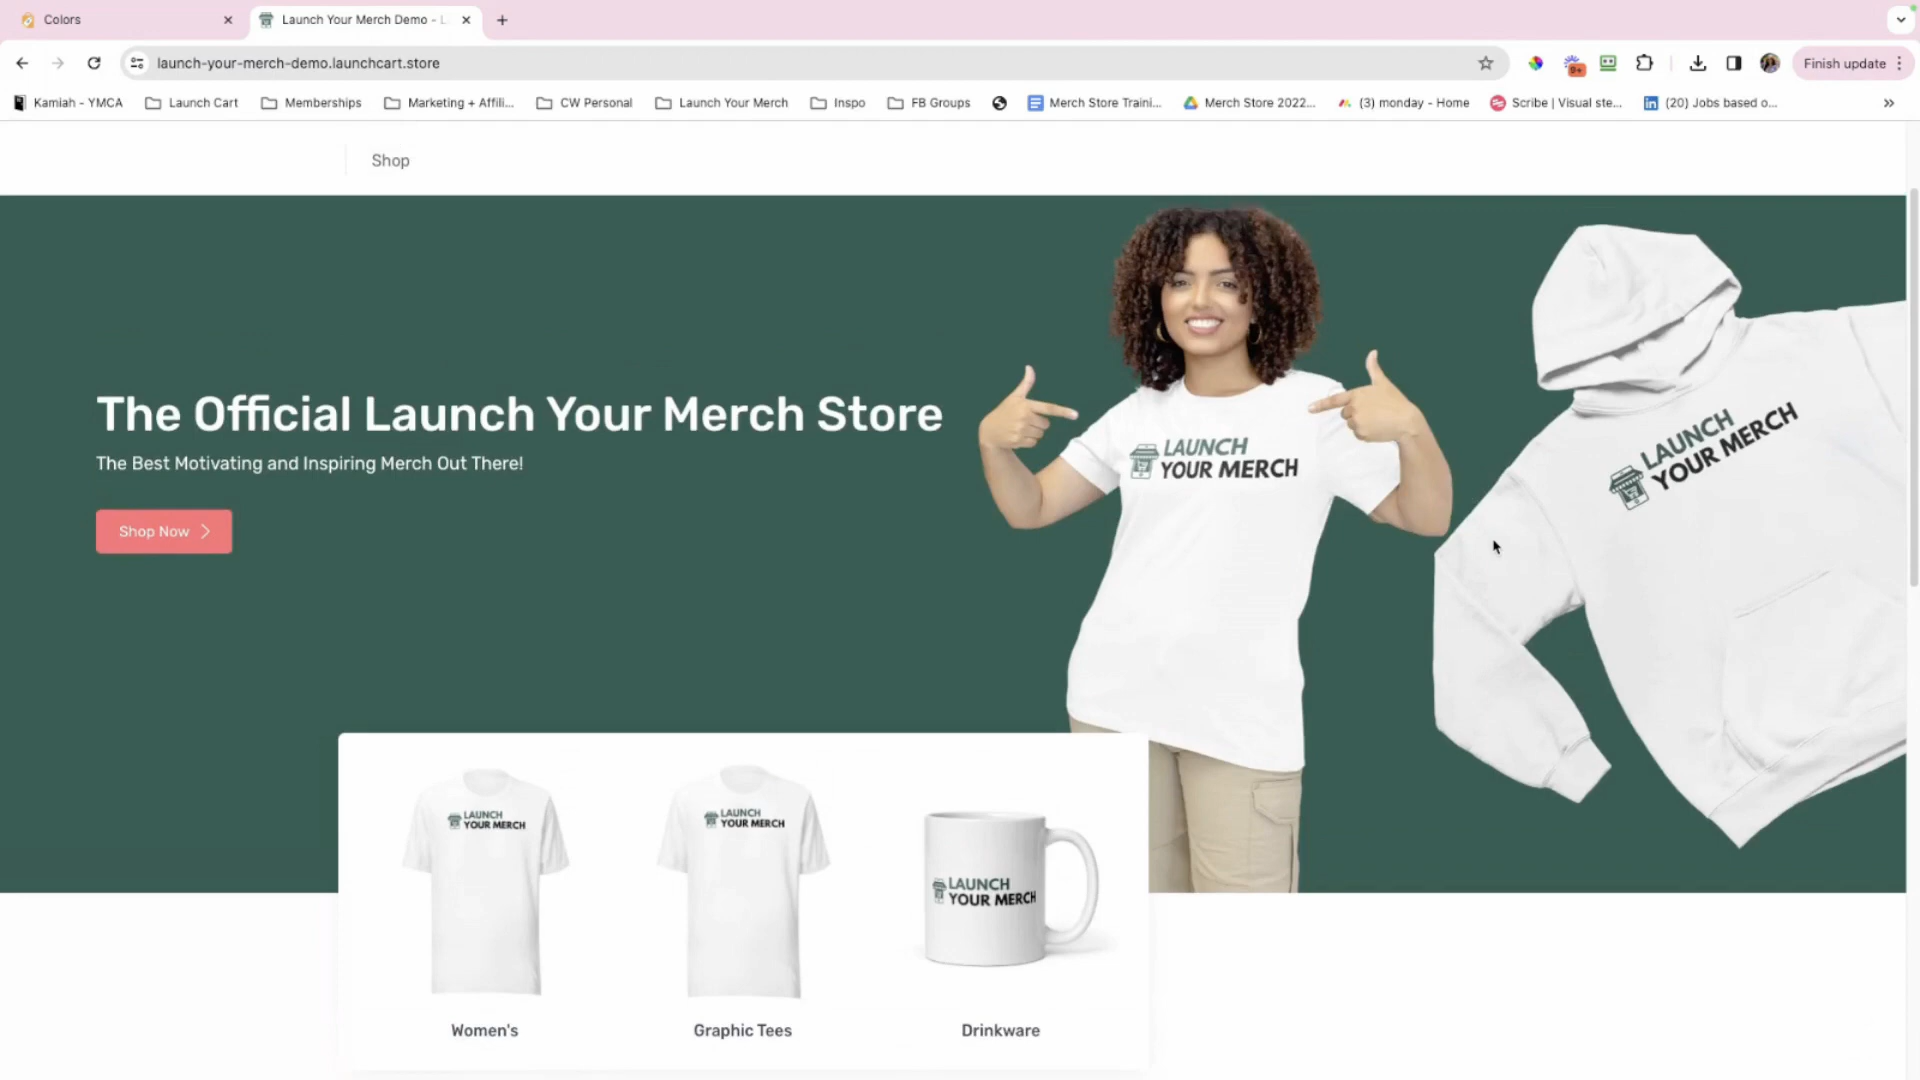 Colors
Launch Your Merch Demo - L
launch-your-merch-demo.launchcart.store
9+
Finish update
Kamiah - YMCA
Launch Cart
Memberships
Marketing + Affili...
CW Personal
Launch Your Merch
Inspo
FB Groups
Merch Store Traini...
Merch Store 2022...
(3) monday - Home
Scribe | Visual ste...
(20) Jobs based o...
Shop
The Official Launch Your Merch Store
The Best Motivating and Inspiring Merch Out There!
Shop Now
LAUNCH
YOUR MERCH
LAUNCH
YOUR MERCH
LAUNCH
YOUR MERCH
LAUNCH
YOUR MERCH
LAUNCH
YOUR MERCH
Women's
Graphic Tees
Drinkware